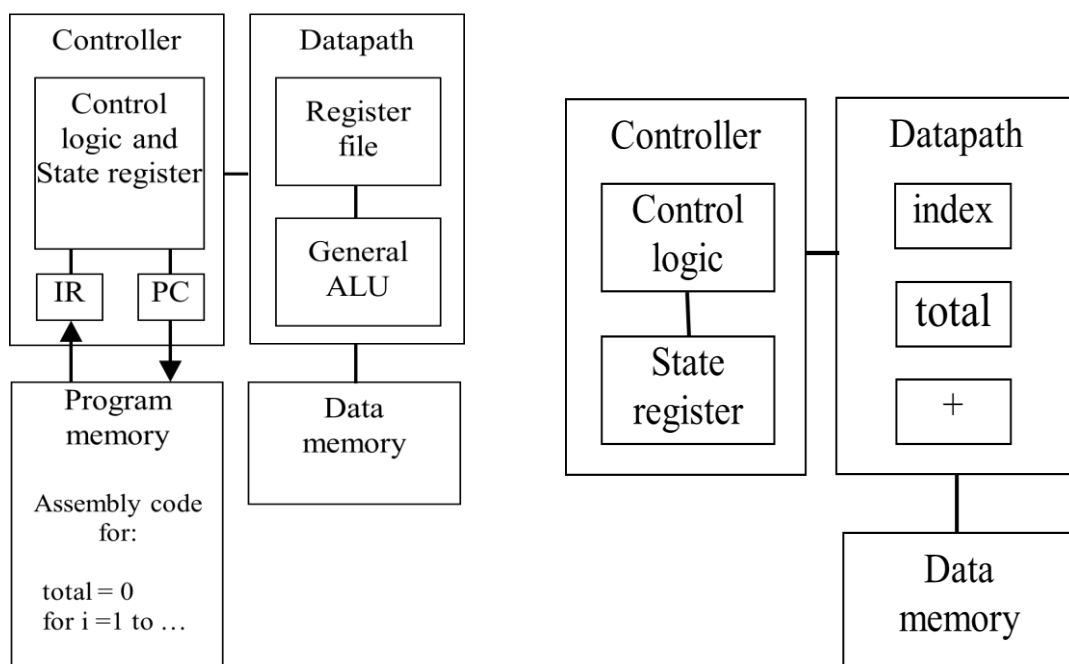 Controller
Control
logic and
State register
IR
PC
Datapath
Register
file
General
ALU
Program
memory
Assembly code
for:
total = 0
for i =1 to …
Data
memory
Controller
Control
logic
State
register
Datapath
index
total
+
Data
memory